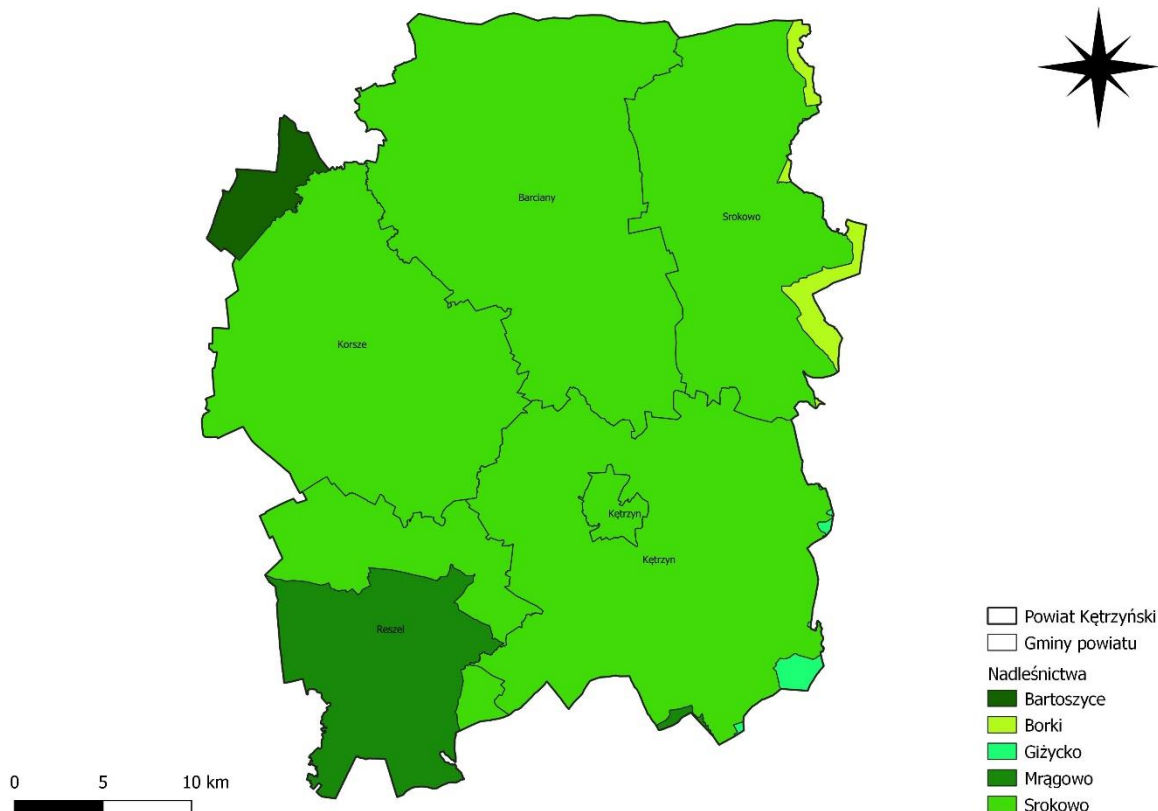 Barciany
Srokowo
Korsze
Kętrzyn
Kętrzyn
Reszel
Powiat Kętrzyński
Gminy powiatu
Nadleśnictwa
Bartoszyce
Borki
Giżycko
Mrągowo
Srokowo
0 5 10 km